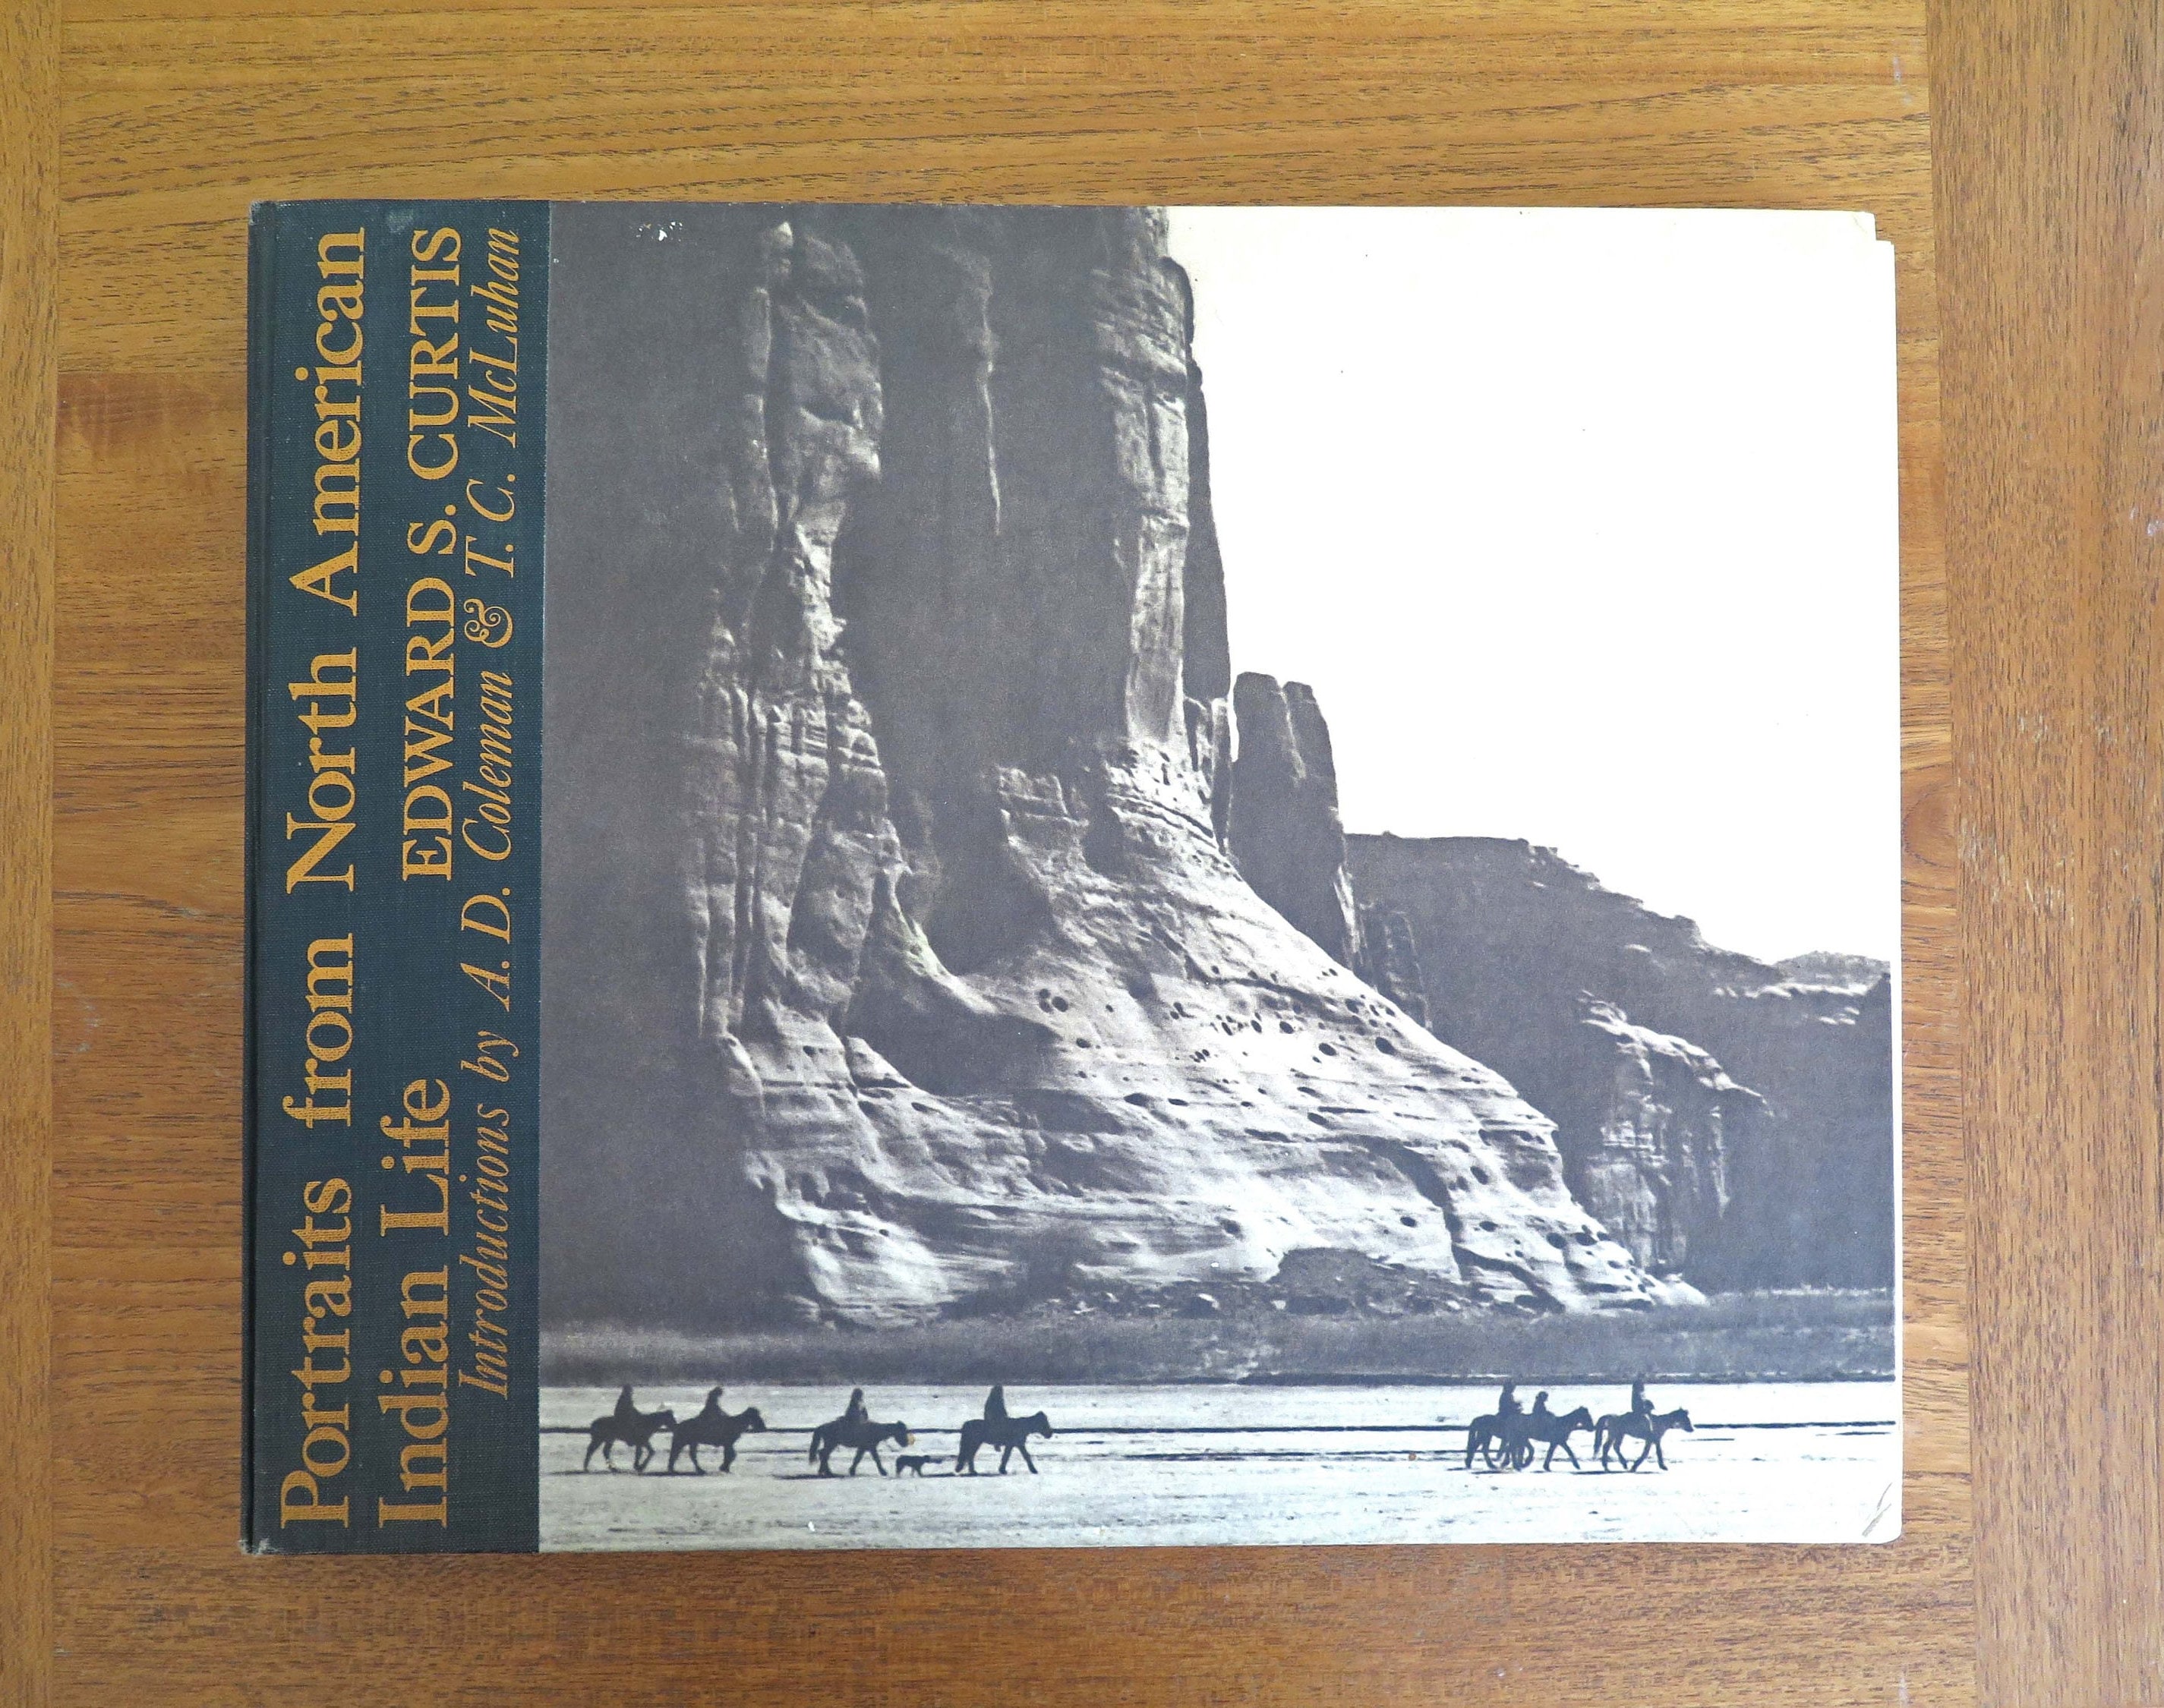 Portraits from North American
Indian Life
EDWARD S. CURTIS
Introductions by A. D. Coleman & T. C. McLuhan